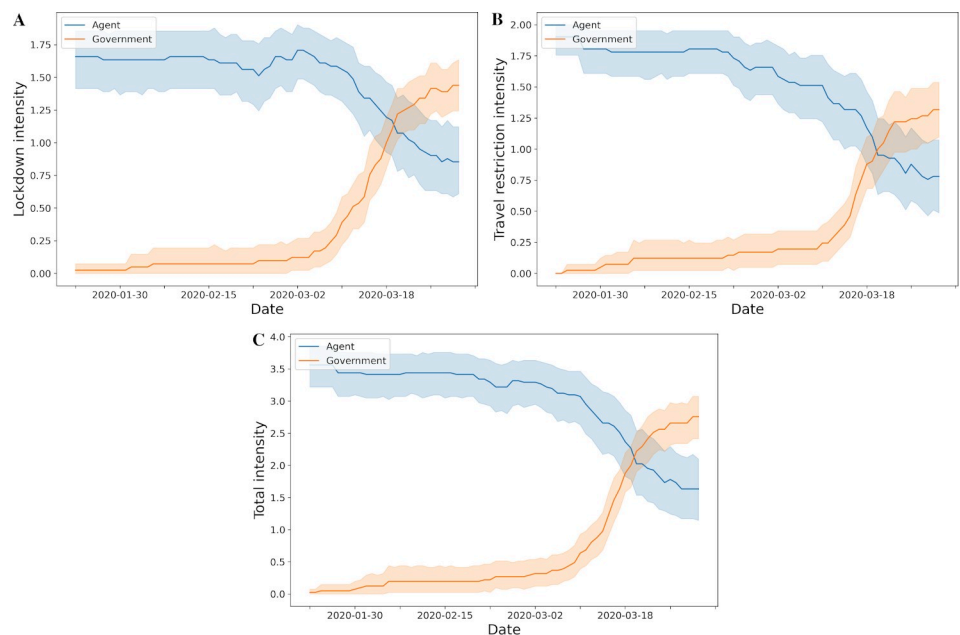 A
Agent
Government
1.75
1.50
1.25
1.00
0.75
0.50
0.25
0.00
Lockdown intensity
2020-01-30 2020-02-15 2020-03-02 2020-03-18
Date
B
Agent
Government
2.00
1.75
1.50
1.25
1.00
0.75
0.50
0.25
0.00
Travel restriction intensity
2020-01-30 2020-02-15 2020-03-02 2020-03-18
Date
C
Agent
Government
4.0
3.5
3.0
2.5
2.0
1.5
1.0
0.5
0.0
Total intensity
2020-01-30 2020-02-15 2020-03-02 2020-03-18
Date